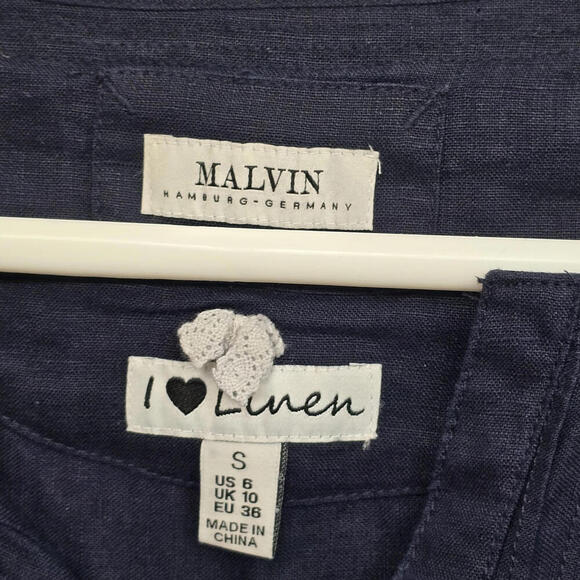 MALVIN
HAMBURG-GERMANY
I ♥ Linen
S
US 6
UK 10
EU 36
MADE IN
CHINA